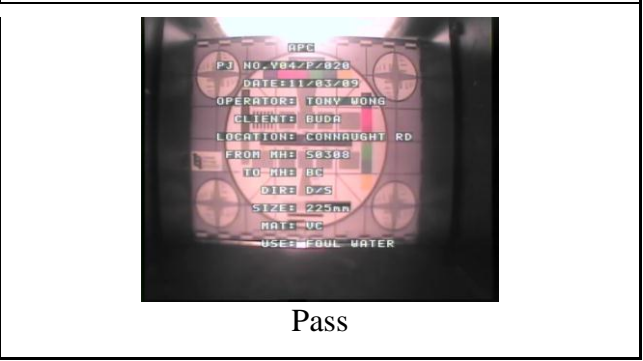 APC
PJ NO.Y04/P/020
DATE:11/03/09
OPERATOR: TONY WONG
CLIENT: BUDA
LOCATION: CONNAUGHT RD
FROM MH: S0308
TO MH: BC
DIR: D/S
SIZE: 225mm
MAT: VC
USE: FOUL WATER
Pass